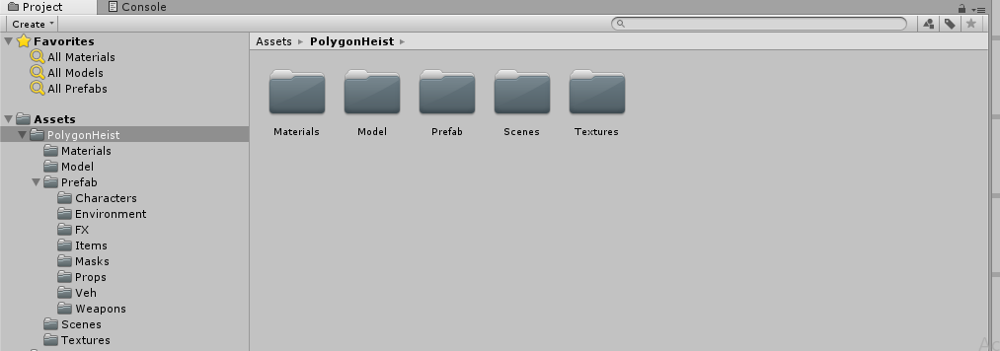 Project
Console
Create
Favorites
All Materials
All Models
All Prefabs
Assets
PolygonHeist
Materials
Model
Prefab
Characters
Environment
FX
Items
Masks
Props
Veh
Weapons
Scenes
Textures
Assets ▸ PolygonHeist ▸
Materials
Model
Prefab
Scenes
Textures